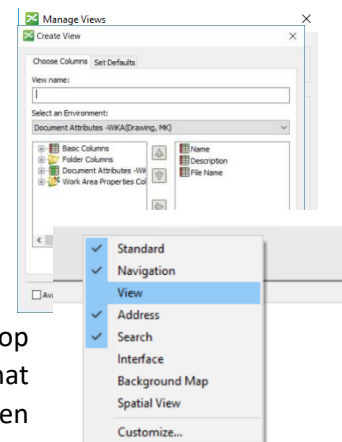 Manage Views
Create View
Choose Columns Set Defaults
View name:
Select an Environment:
Document Attributes -WiKA(Drawing, MK)
Basic Columns
Folder Columns
Document Attributes -Wi
Work Area Properties Col
Name
Description
File Name
Standard
Navigation
View
Address
Search
Interface
Background Map
Spatial View
Customize...
op
hat
en